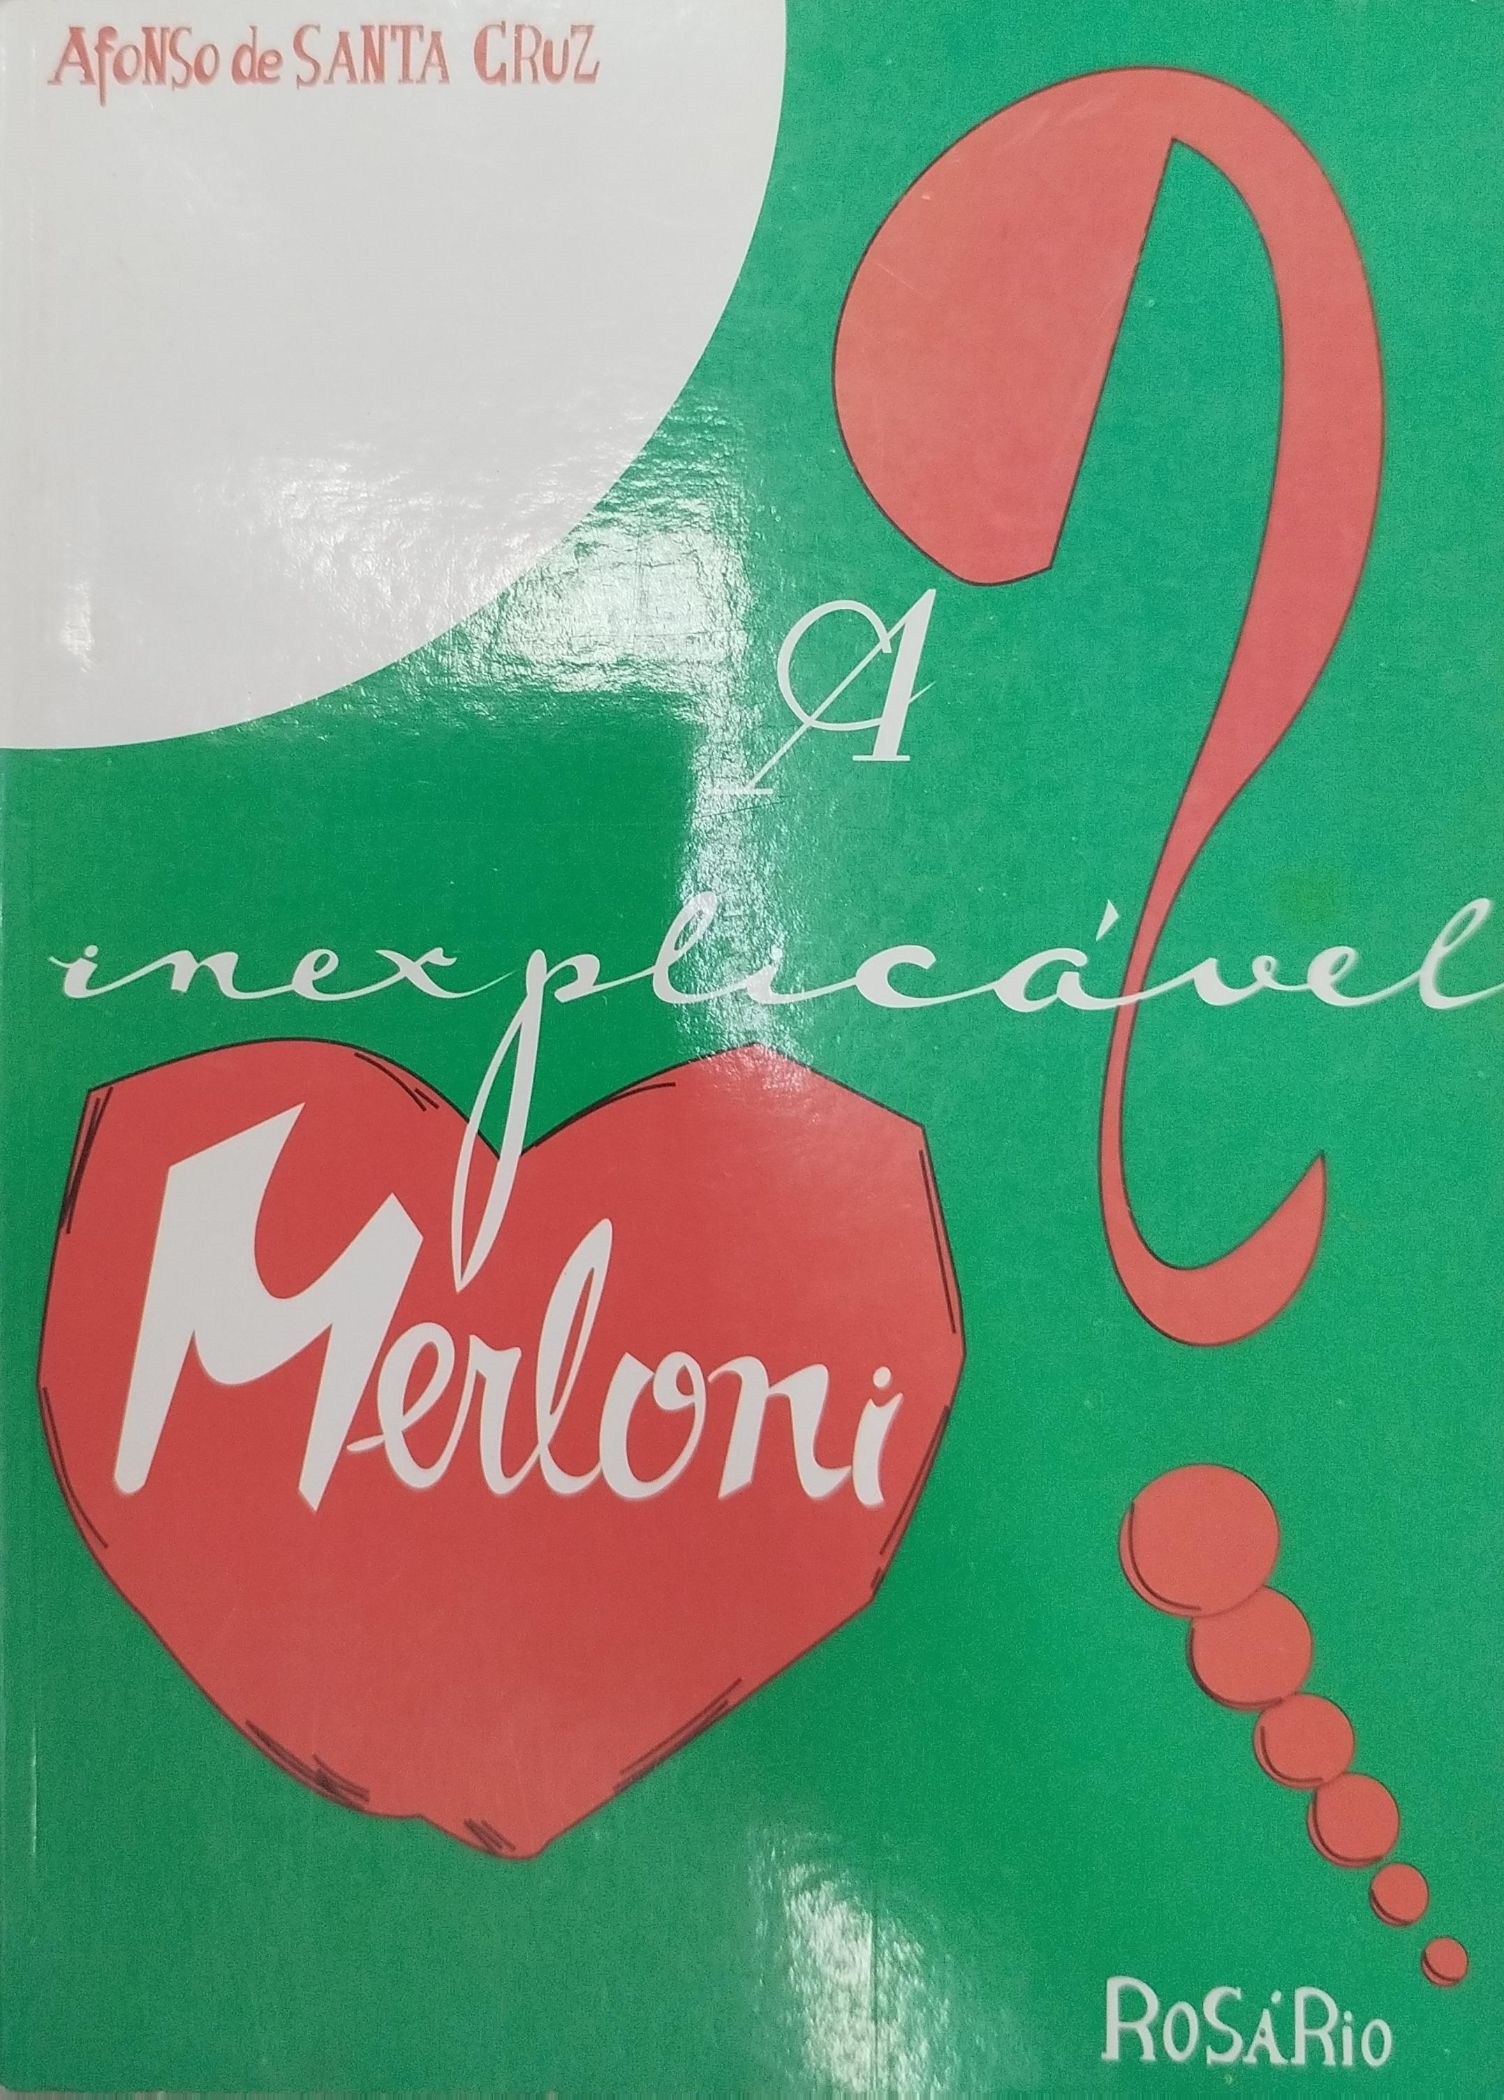 AfoNSo de SANTA CRUZ
A
inexplicável
Merloni
RoSÁRio